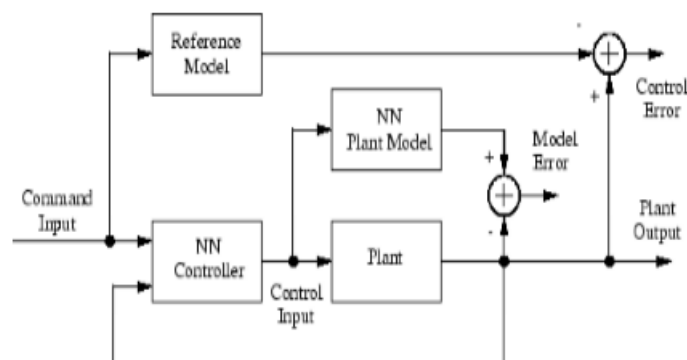 -
Reference
Model
+
Control
Error
NN
Plant Model
+
Model
Error
-
Command
Input
NN
Controller
Control
Input
Plant
Plant
Output